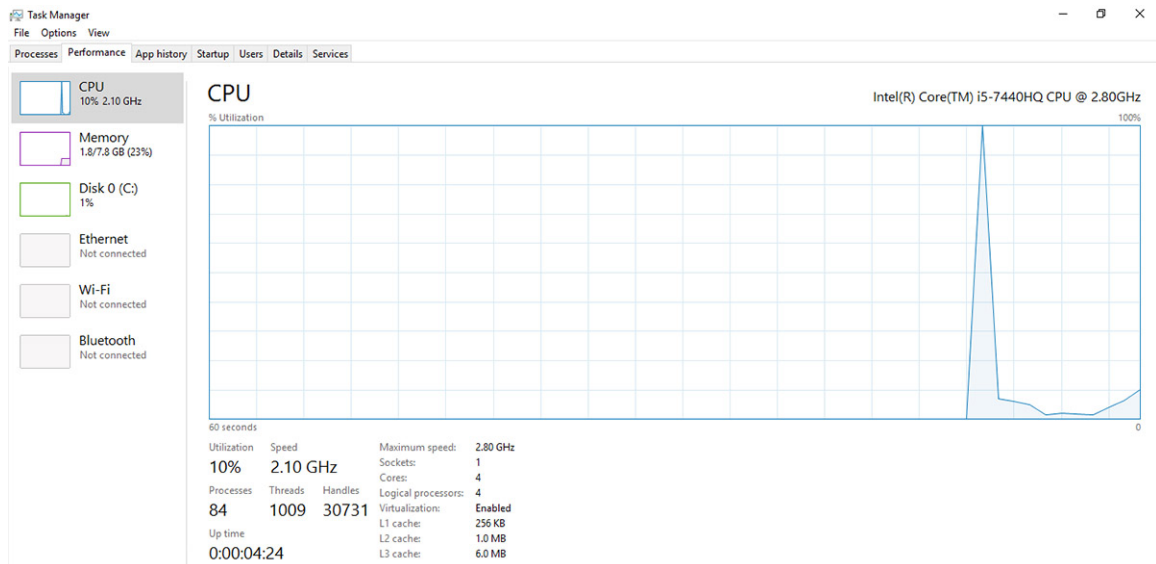 Task Manager
File Options View
Processes Performance App history Startup Users Details Services
CPU
10% 2.10 GHz
Memory
1.8/7.8 GB (23%)
Disk 0 (C:)
1%
Ethernet
Not connected
Wi-Fi
Not connected
Bluetooth
Not connected
CPU
Intel(R) Core(TM) i5-7440HQ CPU @ 2.80GHz
% Utilization 100%
60 seconds 0
Utilization Speed
10% 2.10 GHz
Processes Threads Handles
84 1009 30731
Up time
0:00:04:24
Maximum speed: 2.80 GHz
Sockets: 1
Cores: 4
Logical processors: 4
Virtualization: Enabled
L1 cache: 256 KB
L2 cache: 1.0 MB
L3 cache: 6.0 MB